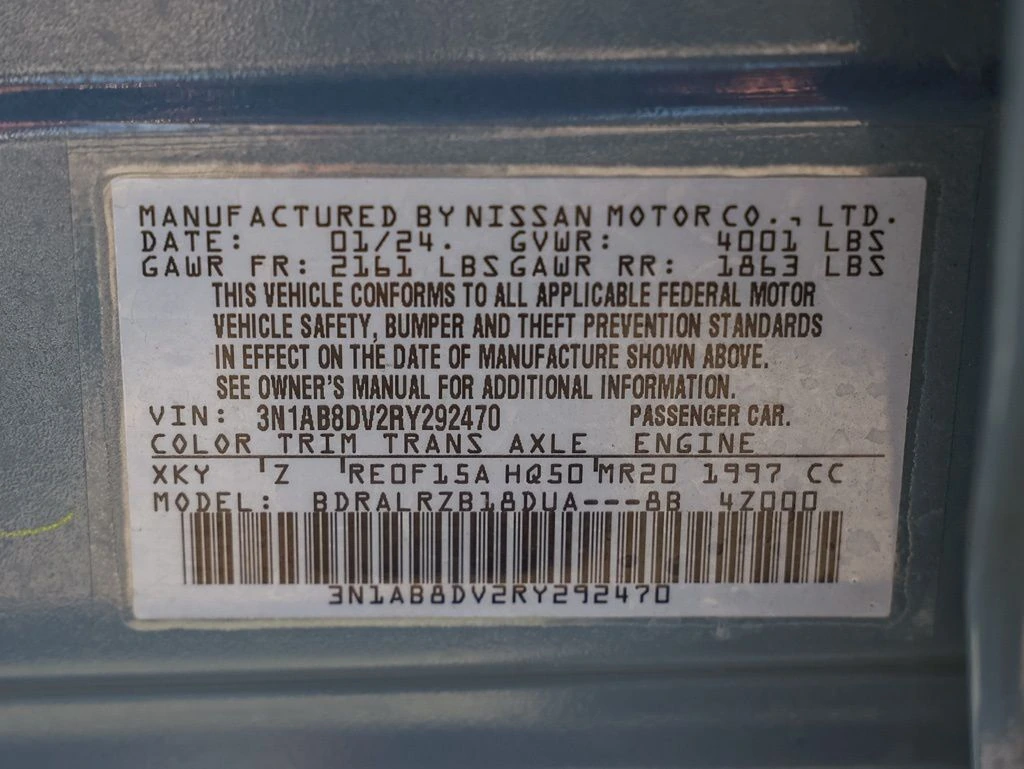 MANUFACTURED BY NISSAN MOTOR CO., LTD.
DATE: 01/24. GVWR: 4001 LBS
GAWR FR: 2161 LBS GAWR RR: 1863 LBS
THIS VEHICLE CONFORMS TO ALL APPLICABLE FEDERAL MOTOR
VEHICLE SAFETY, BUMPER AND THEFT PREVENTION STANDARDS
IN EFFECT ON THE DATE OF MANUFACTURE SHOWN ABOVE.
SEE OWNER'S MANUAL FOR ADDITIONAL INFORMATION.
VIN: 3N1AB8DV2RY292470 PASSENGER CAR.
COLOR TRIM TRANS AXLE ENGINE
XKY 'Z 'RE0F15A HQ50'MR20 1997 CC
MODEL: BDRALRZB18DUA---8B 4Z000
3N1AB8DV2RY292470